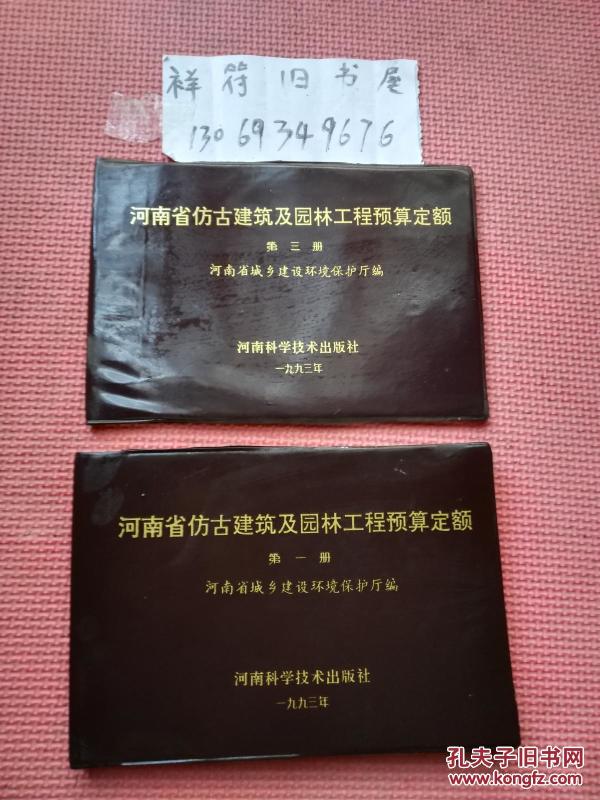 祥符旧书屋
13069349676
河南省仿古建筑及园林工程预算定额
第三册
河南省城乡建设环境保护厅编
河南科学技术出版社
一九九三年
河南省仿古建筑及园林工程预算定额
第一册
河南省城乡建设环境保护厅编
河南科学技术出版社
一九九三年
孔夫子旧书网
www.kongfz.com